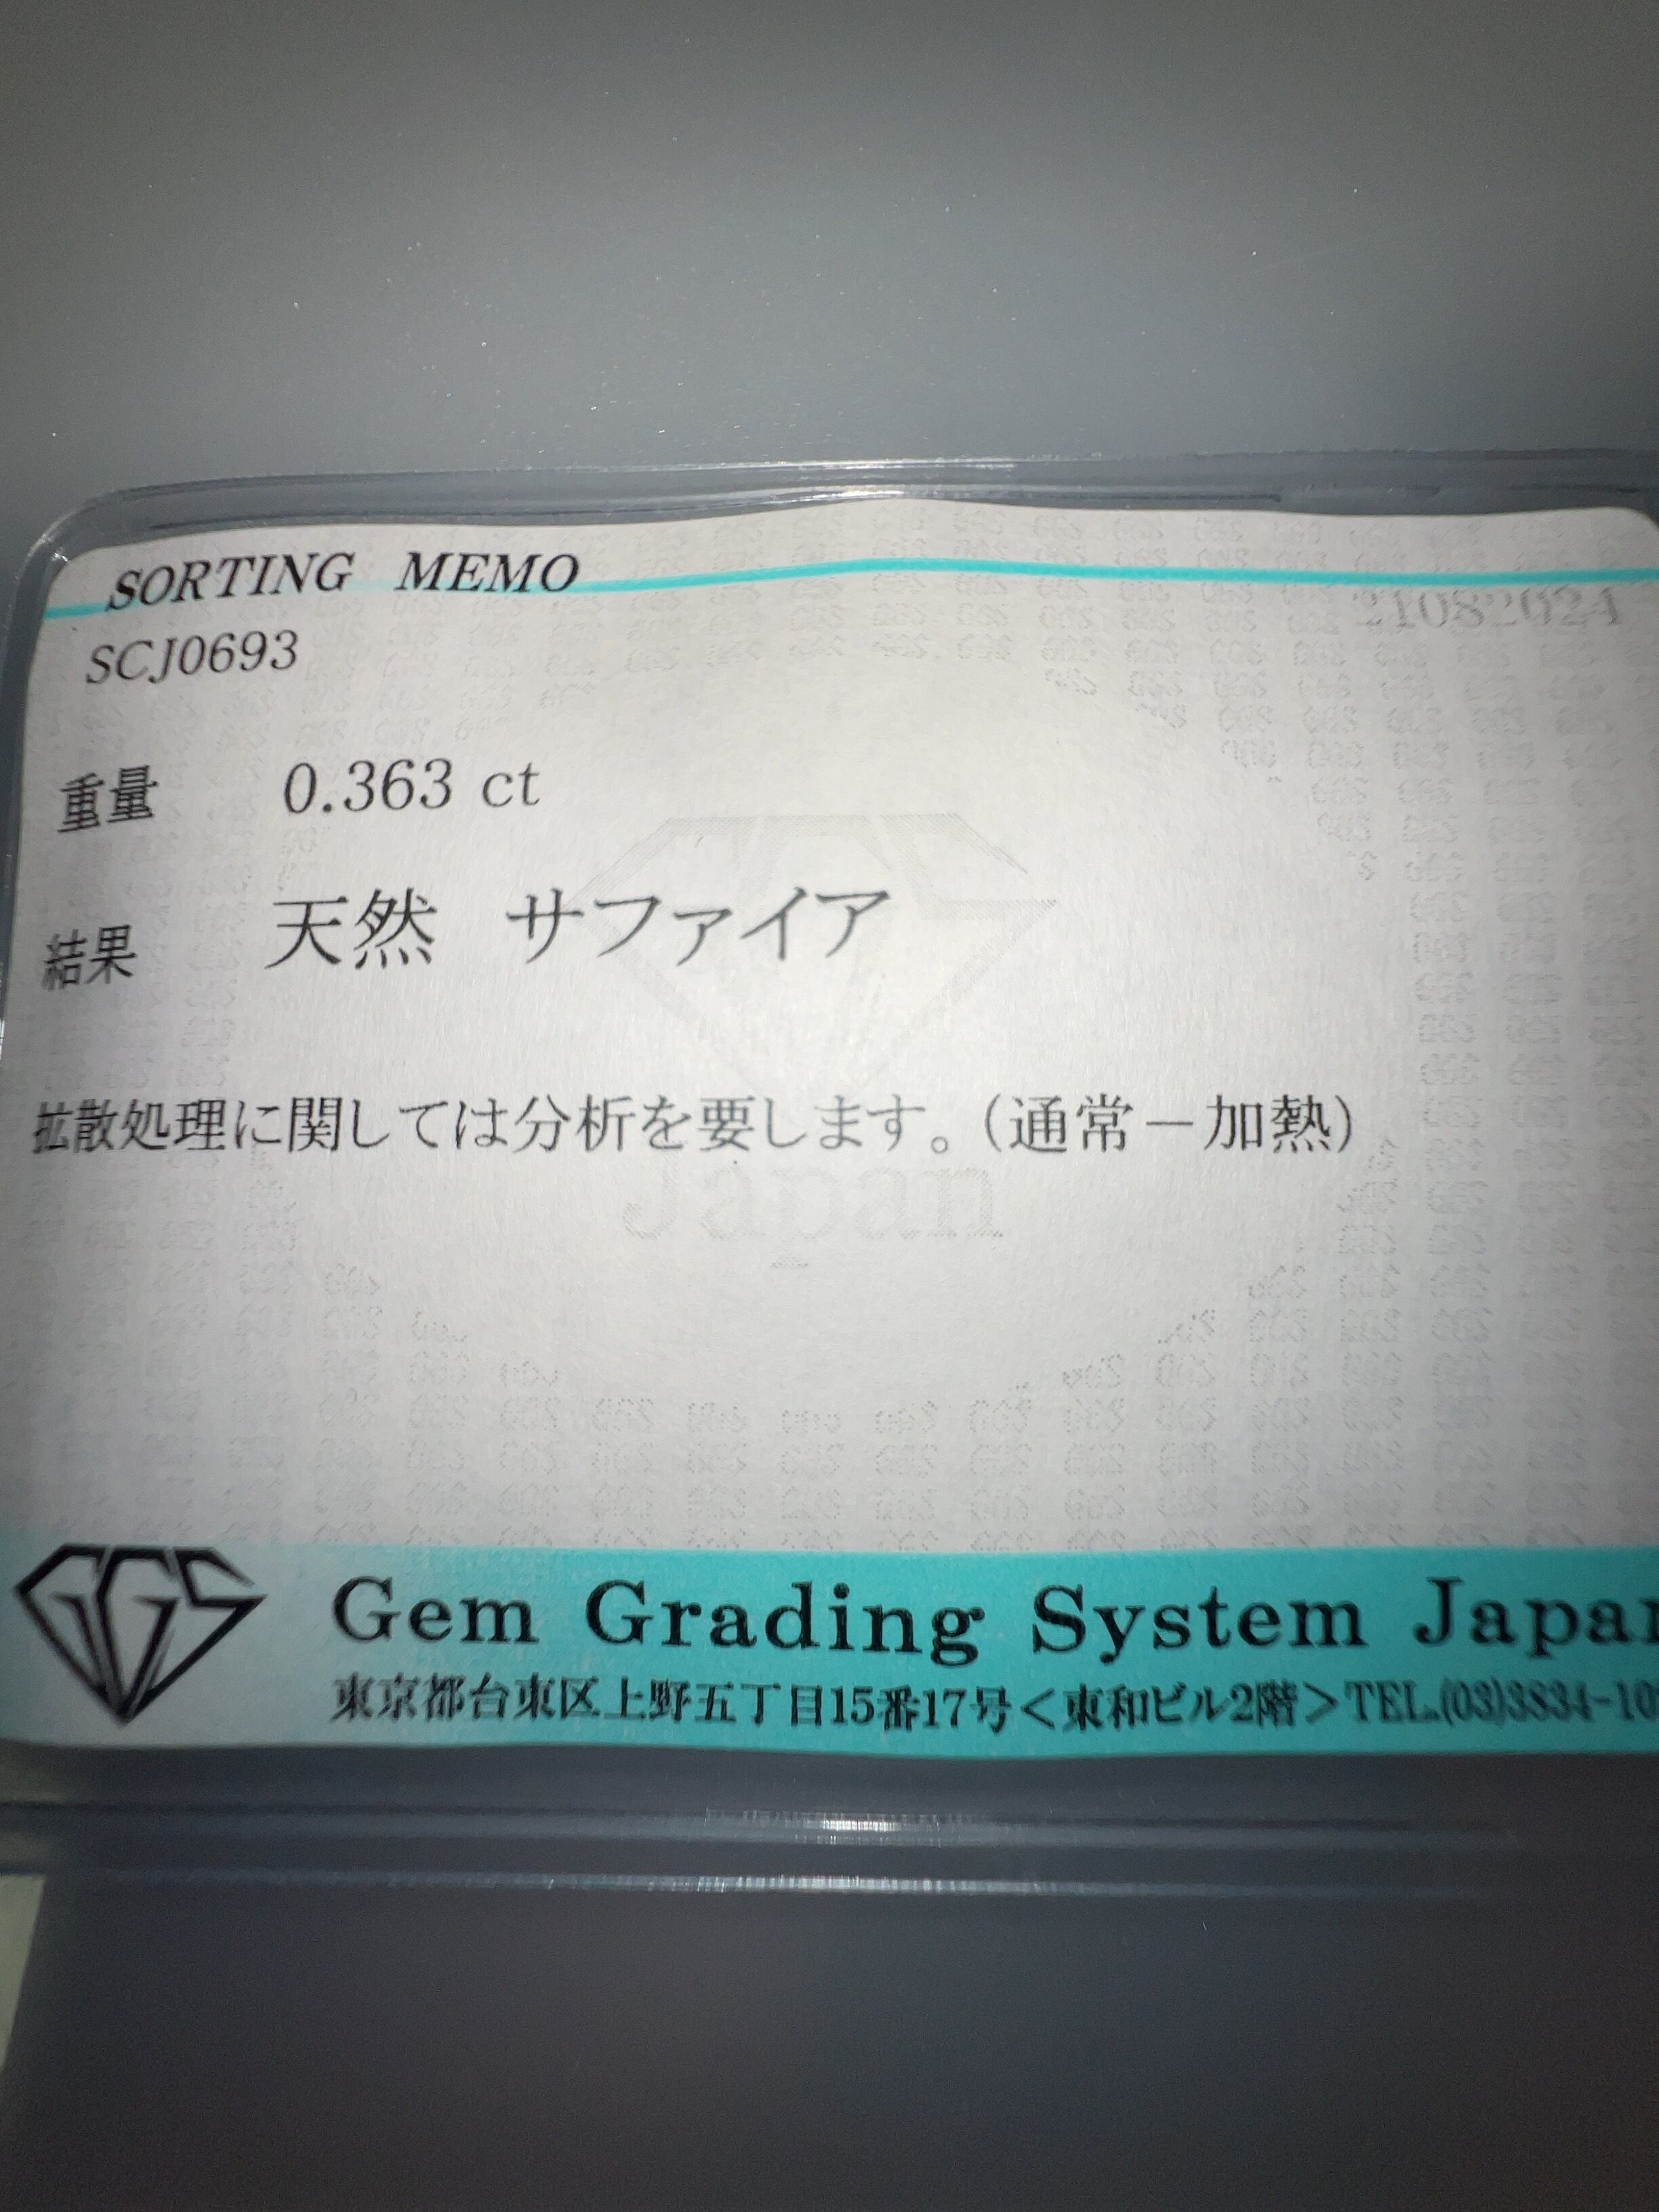 SORTING MEMO
21082024
SCJ0693
重量 0.363 ct
結果 天然 サファイア
拡散処理に関しては分析を要します。(通常－加熱)
Japan
GGS
Gem Grading System Japan
東京都台東区上野五丁目15番17号<東和ビル2階>TEL.(03)3834-10